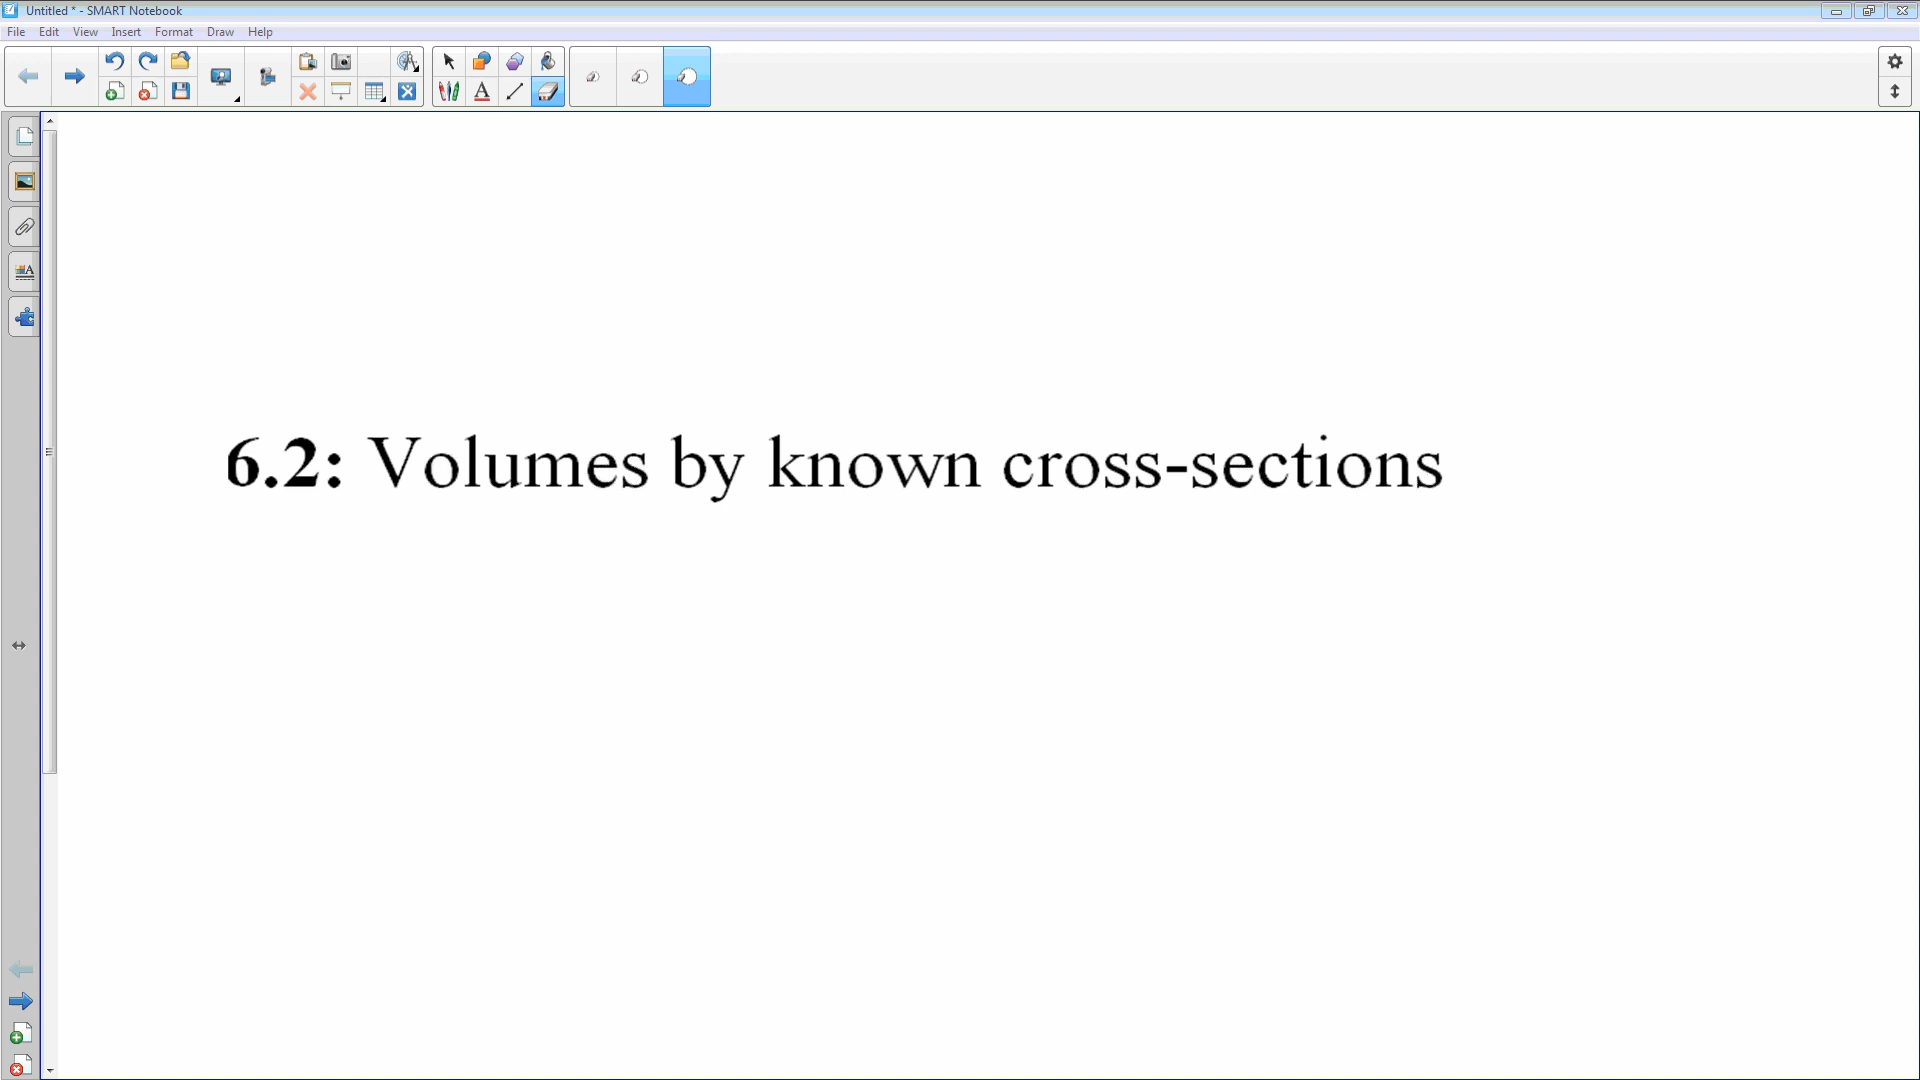 Untitled * - SMART Notebook
File Edit View Insert Format Draw Help
6.2: Volumes by known cross-sections